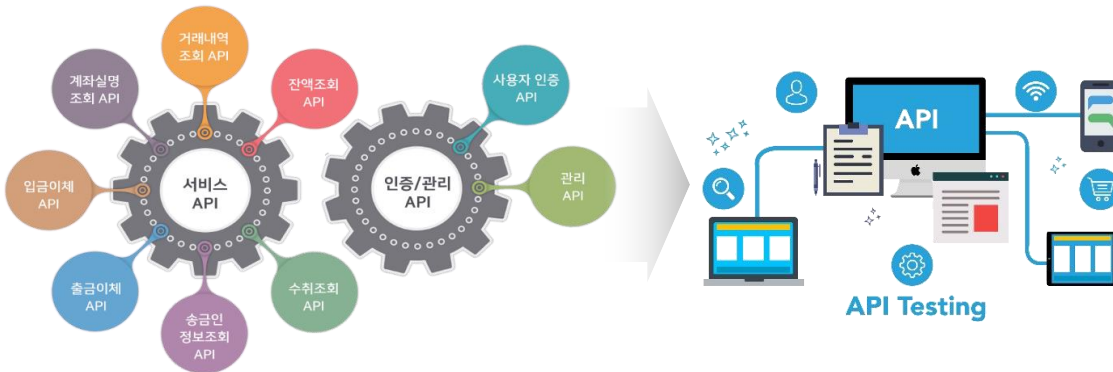 거래내역
조회 API
계좌실명
조회 API
잔액조회
API
입금이체
API
서비스
API
출금이체
API
송금인
정보조회
API
수취조회
API
사용자 인증
API
인증/관리
API
관리
API
API
API Testing